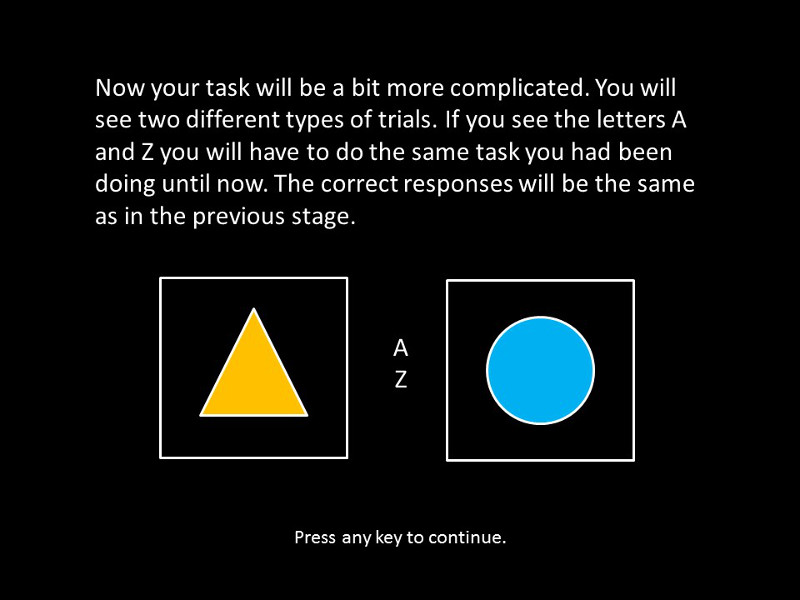 Now your task will be a bit more complicated. You will
see two different types of trials. If you see the letters A
and Z you will have to do the same task you had been
doing until now. The correct responses will be the same
as in the previous stage.
A
Z
Press any key to continue.